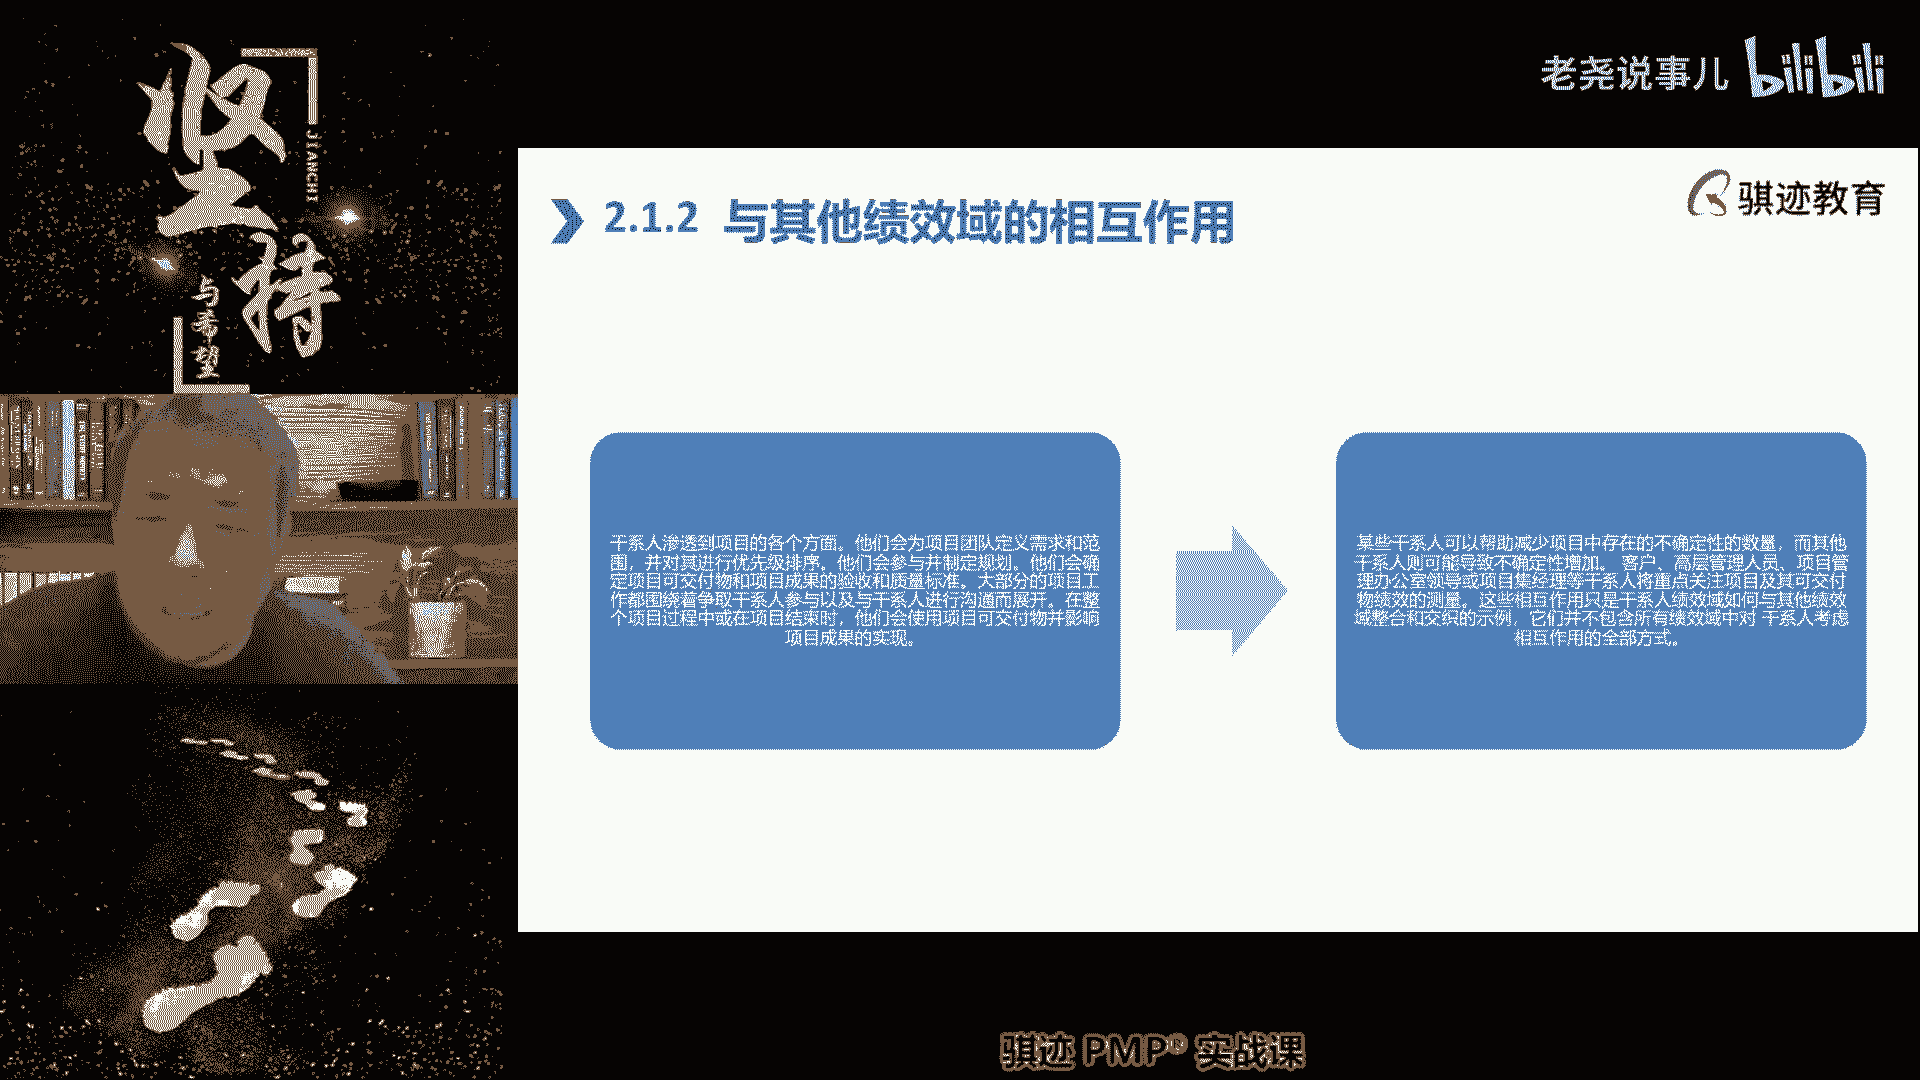 坚
持
JIANCHI
与希望
老尧说事儿 bilibili
骐迹教育
2.1.2 与其他绩效域的相互作用
干系人渗透到项目的各个方面。他们会为项目团队定义需求和范
围，并对其进行优先级排序。他们会参与并制定规划。他们会确
定项目可交付物和项目成果的验收和质量标准。大部分的项目工
作都围绕着争取干系人参与以及与干系人进行沟通而展开。在整
个项目过程中或在项目结束时，他们会使用项目可交付物并影响
项目成果的实现。
某些干系人可以帮助减少项目中存在的不确定性的数量，而其他
干系人则可能导致不确定性增加。 客户、高层管理人员、项目管
理办公室领导或项目集经理等干系人将重点关注项目及其可交付
物绩效的测量。这些相互作用只是干系人绩效域如何与其他绩效
域整合和交织的示例，它们并不包含所有绩效域中对 干系人考虑
相互作用的全部方式。
骐迹 PMP® 实战课